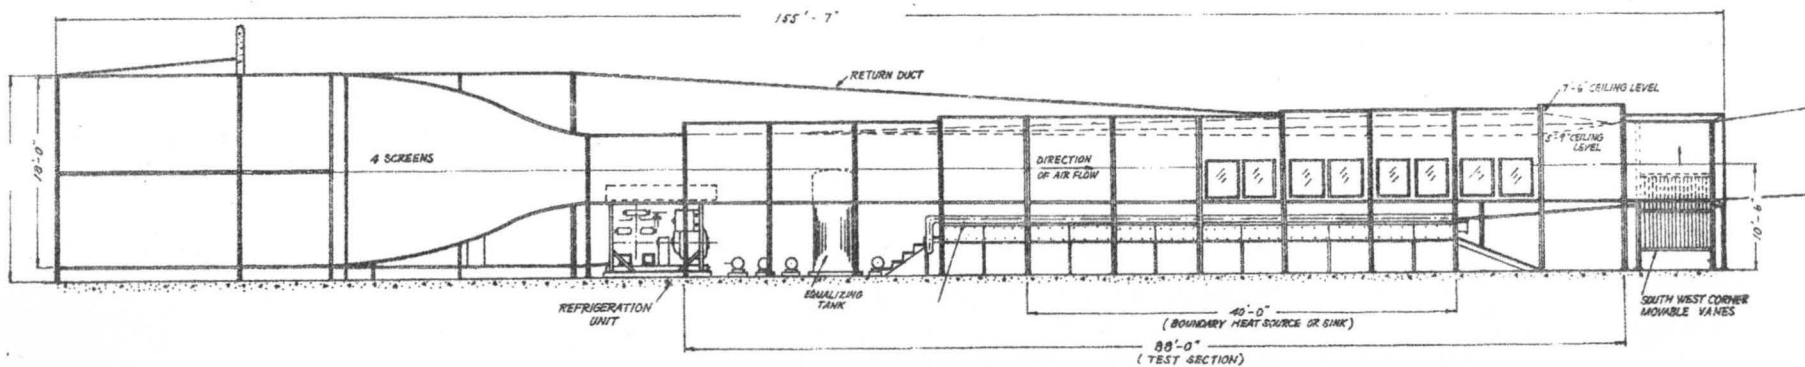 155'-7"
RETURN DUCT
7'-6" CEILING LEVEL
5'-9" CEILING
LEVEL
18'-0"
4 SCREENS
DIRECTION
OF AIR FLOW
10'-6"
REFRIGERATION
UNIT
EQUALIZING
TANK
40'-0"
(BOUNDARY HEAT SOURCE OR SINK)
SOUTH WEST CORNER
MOVABLE VANES
88'-0"
(TEST SECTION)